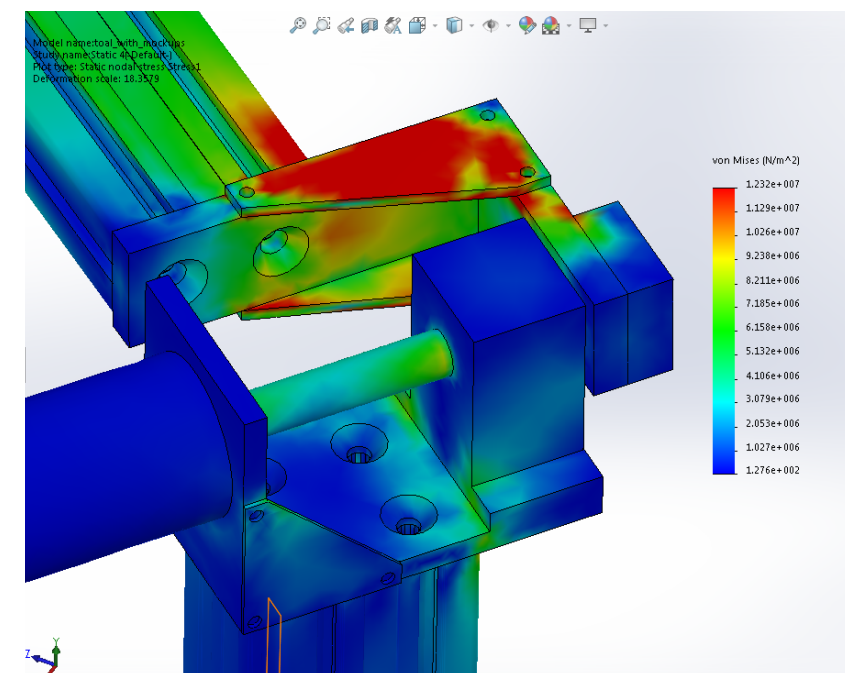 Model name:toal_with_mockups
Study name:Static 4(-Default-)
Plot type: Static nodal stress Stress1
Deformation scale: 18.3579
von Mises (N/m^2)
1.232e+007
1.129e+007
1.026e+007
9.238e+006
8.211e+006
7.185e+006
6.158e+006
5.132e+006
4.106e+006
3.079e+006
2.053e+006
1.027e+006
1.276e+002
Y
Z